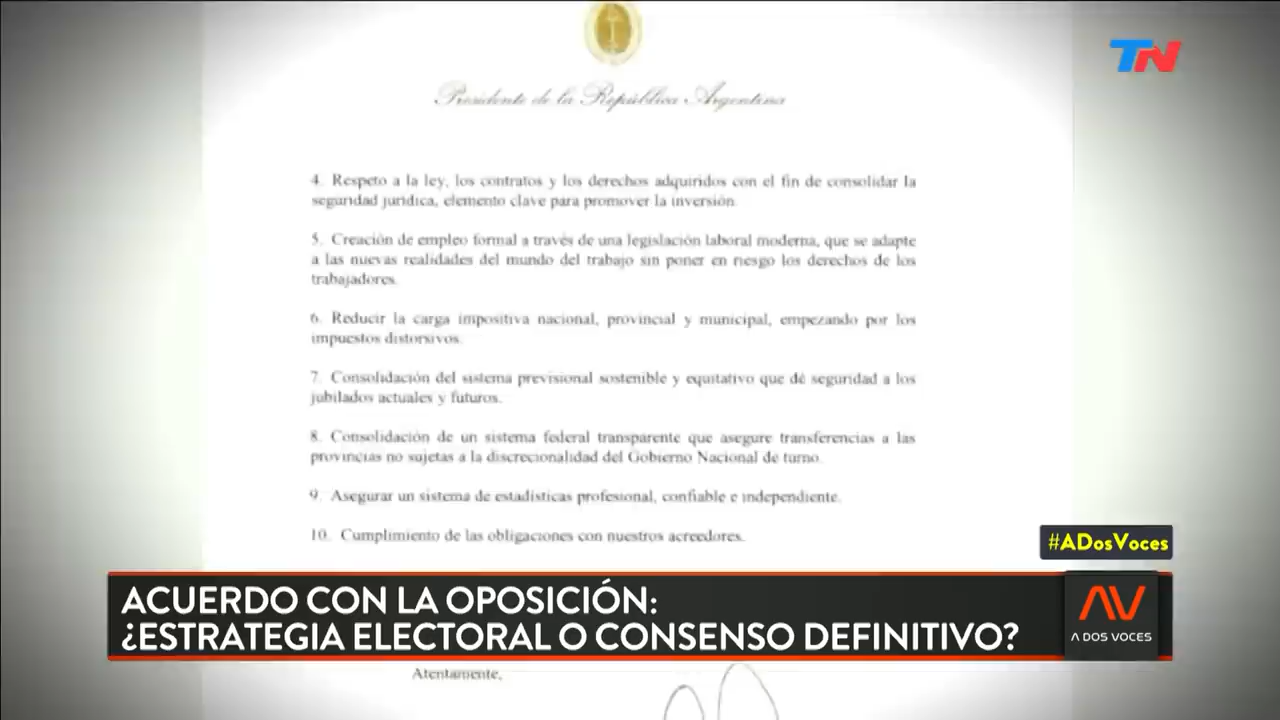 TN
Presidente de la República Argentina
4. Respeto a la ley, los contratos y los derechos adquiridos con el fin de consolidar la
seguridad jurídica, elemento clave para promover la inversión.
5. Creación de empleo formal a través de una legislación laboral moderna, que se adapte
a las nuevas realidades del mundo del trabajo sin poner en riesgo los derechos de los
trabajadores.
6. Reducir la carga impositiva nacional, provincial y municipal, empezando por los
impuestos distorsivos.
7. Consolidación del sistema previsional sostenible y equitativo que dé seguridad a los
jubilados actuales y futuros.
8. Consolidación de un sistema federal transparente que asegure transferencias a las
provincias no sujetas a la discrecionalidad del Gobierno Nacional de turno.
9. Asegurar un sistema de estadísticas profesional, confiable e independiente.
10. Cumplimiento de las obligaciones con nuestros acreedores.
#ADosVoces
ACUERDO CON LA OPOSICIÓN:
¿ESTRATEGIA ELECTORAL O CONSENSO DEFINITIVO?
AV
A DOS VOCES
Atentamente,